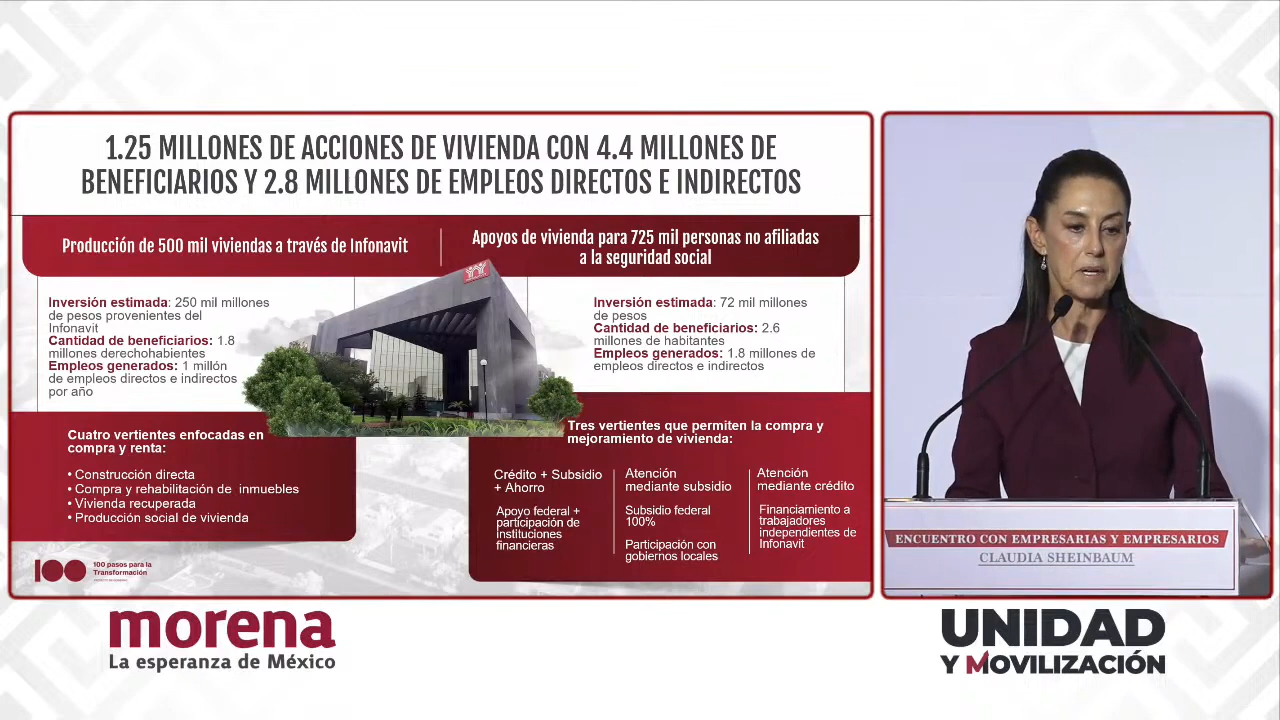 1.25 MILLONES DE ACCIONES DE VIVIENDA CON 4.4 MILLONES DE
BENEFICIARIOS Y 2.8 MILLONES DE EMPLEOS DIRECTOS E INDIRECTOS
Producción de 500 mil viviendas a través de Infonavit
Apoyos de vivienda para 725 mil personas no afiliadas
a la seguridad social
Inversión estimada: 250 mil millones
de pesos provenientes del
Infonavit
Cantidad de beneficiarios: 1.8
millones derechohabientes
Empleos generados: 1 millón
de empleos directos e indirectos
por año
Inversión estimada: 72 mil millones
de pesos
Cantidad de beneficiarios: 2.6
millones de habitantes
Empleos generados: 1.8 millones de
empleos directos e indirectos
Cuatro vertientes enfocadas en
compra y renta:
• Construcción directa
• Compra y rehabilitación de inmuebles
• Vivienda recuperada
• Producción social de vivienda
Tres vertientes que permiten la compra y
mejoramiento de vivienda:
Crédito + Subsidio
+ Ahorro
Apoyo federal +
participación de
instituciones
financieras
Atención
mediante subsidio
Subsidio federal
100%
Participación con
gobiernos locales
Atención
mediante crédito
Financiamiento a
trabajadores
independientes de
Infonavit
100
100 pasos para la
Transformación
ENCUENTRO CON EMPRESARIAS Y EMPRESARIOS
CLAUDIA SHEINBAUM
morena
La esperanza de México
UNIDAD
Y MOVILIZACIÓN